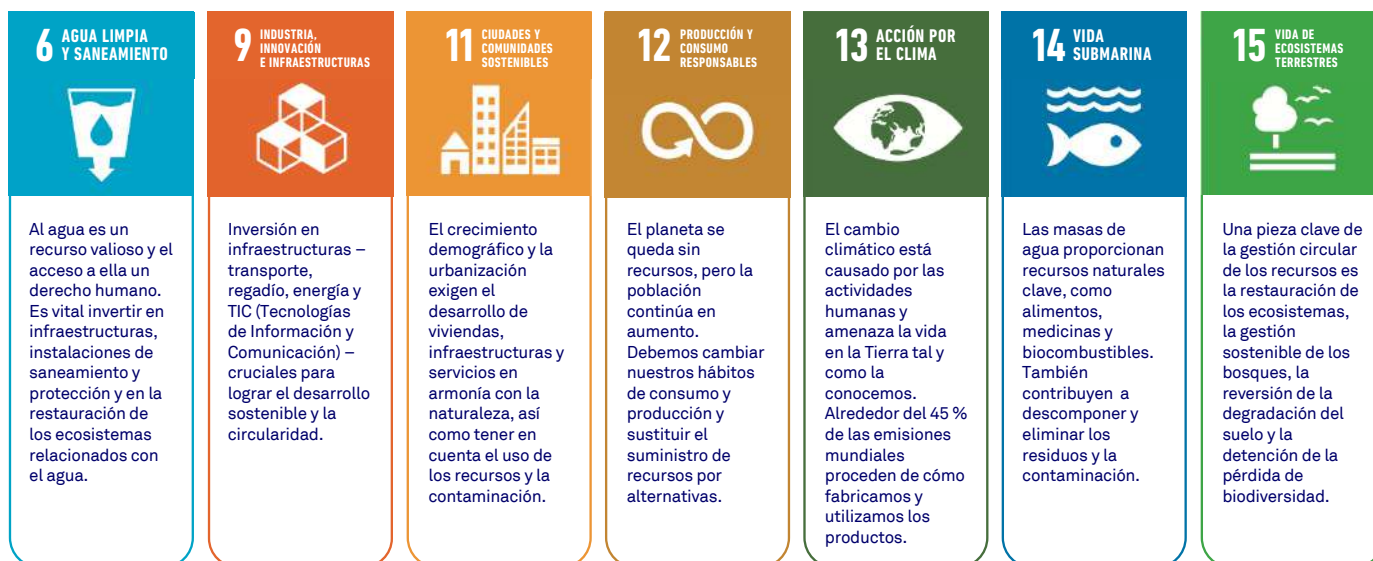 6 AGUA LIMPIA
Y SANEAMIENTO
Al agua es un
recurso valioso y el
acceso a ella un
derecho humano.
Es vital invertir en
infraestructuras,
instalaciones de
saneamiento y
protección y en la
restauración de
los ecosistemas
relacionados con
el agua.
9 INDUSTRIA,
INNOVACIÓN
E INFRAESTRUCTURAS
Inversión en
infraestructuras –
transporte,
regadío, energía y
TIC (Tecnologías
de Información y
Comunicación) –
cruciales para
lograr el desarrollo
sostenible y la
circularidad.
11 CIUDADES Y
COMUNIDADES
SOSTENIBLES
El crecimiento
demográfico y la
urbanización
exigen el
desarrollo de
viviendas,
infraestructuras y
servicios en
armonía con la
naturaleza, así
como tener en
cuenta el uso de
los recursos y la
contaminación.
12 PRODUCCIÓN Y
CONSUMO
RESPONSABLES
El planeta se
queda sin
recursos, pero la
población
continúa en
aumento.
Debemos cambiar
nuestros hábitos
de consumo y
producción y
sustituir el
suministro de
recursos por
alternativas.
13 ACCIÓN POR
EL CLIMA
El cambio
climático está
causado por las
actividades
humanas y
amenaza la vida
en la Tierra tal y
como la
conocemos.
Alrededor del 45 %
de las emisiones
mundiales
proceden de cómo
fabricamos y
utilizamos los
productos.
14 VIDA
SUBMARINA
Las masas de
agua proporcionan
recursos naturales
clave, como
alimentos,
medicinas y
biocombustibles.
También
contribuyen a
descomponer y
eliminar los
residuos y la
contaminación.
15 VIDA DE
ECOSISTEMAS
TERRESTRES
Una pieza clave de
la gestión circular
de los recursos es
la restauración de
los ecosistemas,
la gestión
sostenible de los
bosques, la
reversión de la
degradación del
suelo y la
detención de la
pérdida de
biodiversidad.